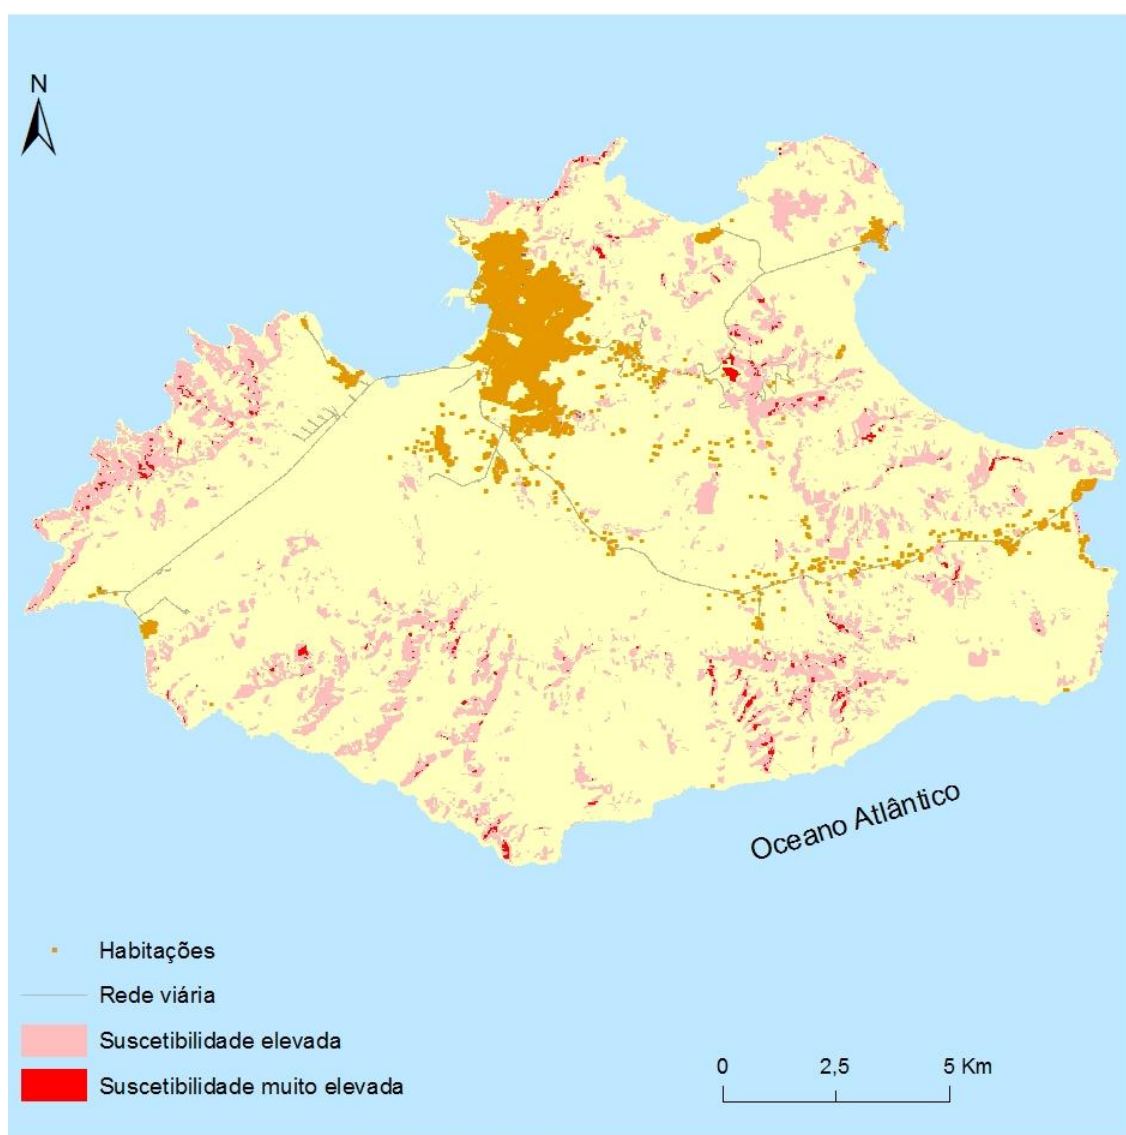 N
Oceano Atlântico
Habitações
Rede viária
Suscetibilidade elevada
Suscetibilidade muito elevada
0 2,5 5 Km